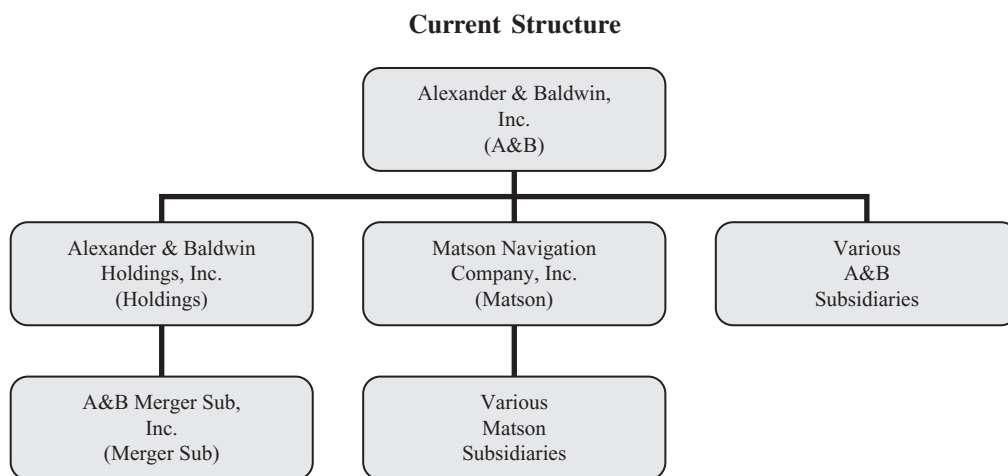 Current Structure
Alexander & Baldwin,
Inc.
(A&B)
Alexander & Baldwin
Holdings, Inc.
(Holdings)
Matson Navigation
Company, Inc.
(Matson)
Various
A&B
Subsidiaries
A&B Merger Sub,
Inc.
(Merger Sub)
Various
Matson
Subsidiaries